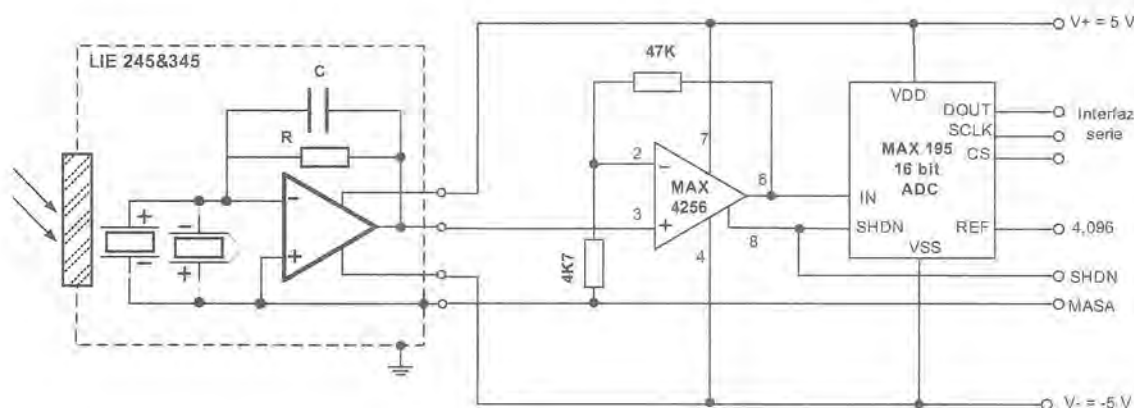 V+ = 5 V
LIE 245&345
47K
C
VDD
7
DOUT
Interfaz
SCLK
serie
R
MAX 195
CS
2
16 bit
MAX
ADC
6
4256
IN
3
SHDN
REF
4,096
VSS
8
4
SHDN
4K7
MASA
V- = -5 V